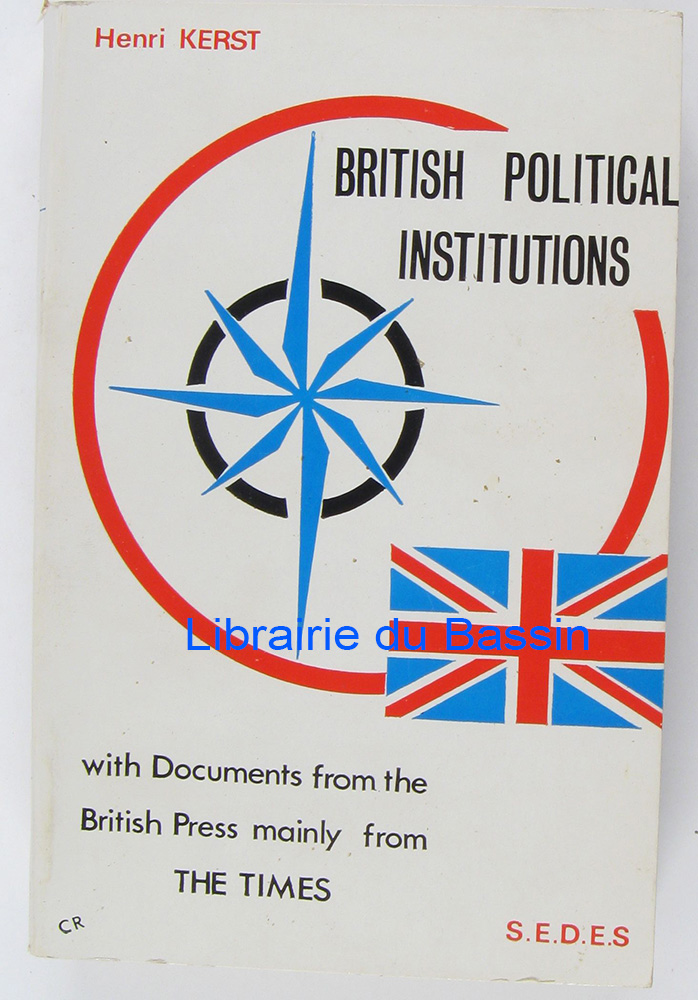 Henri KERST
BRITISH POLITICAL
INSTITUTIONS
Librairie du Bassin
with Documents from the
British Press mainly from
THE TIMES
CR
S.E.D.E.S